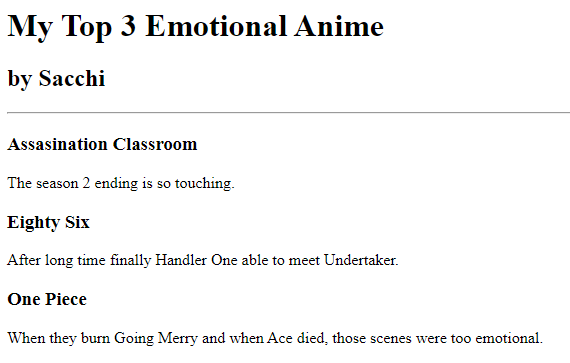 My Top 3 Emotional Anime
by Sacchi
Assasination Classroom
The season 2 ending is so touching.
Eighty Six
After long time finally Handler One able to meet Undertaker.
One Piece
When they burn Going Merry and when Ace died, those scenes were too emotional.